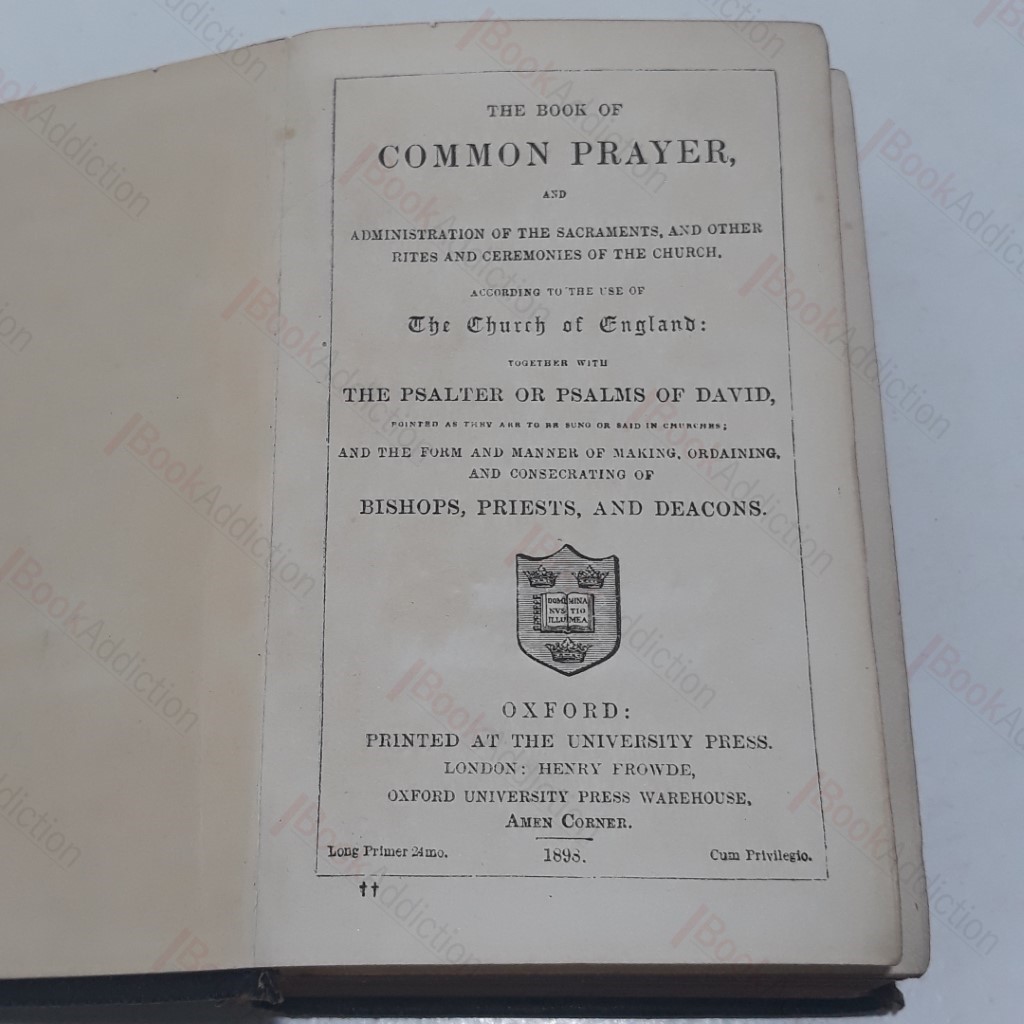 THE BOOK OF
COMMON PRAYER,
AND
ADMINISTRATION OF THE SACRAMENTS, AND OTHER
RITES AND CEREMONIES OF THE CHURCH,
ACCORDING TO THE USE OF
The Church of England:
TOGETHER WITH
THE PSALTER OR PSALMS OF DAVID,
POINTED AS THEY ARE TO BE SUNG OR SAID IN CHURCHES;
AND THE FORM AND MANNER OF MAKING, ORDAINING,
AND CONSECRATING OF
BISHOPS, PRIESTS, AND DEACONS.
DOMI MINA
NVS TIO
ILLU MEA
OXFORD:
PRINTED AT THE UNIVERSITY PRESS.
LONDON: HENRY FROWDE,
OXFORD UNIVERSITY PRESS WAREHOUSE,
AMEN CORNER.
Long Primer 24mo. 1898. Cum Privilegio.
††
BookAddiction